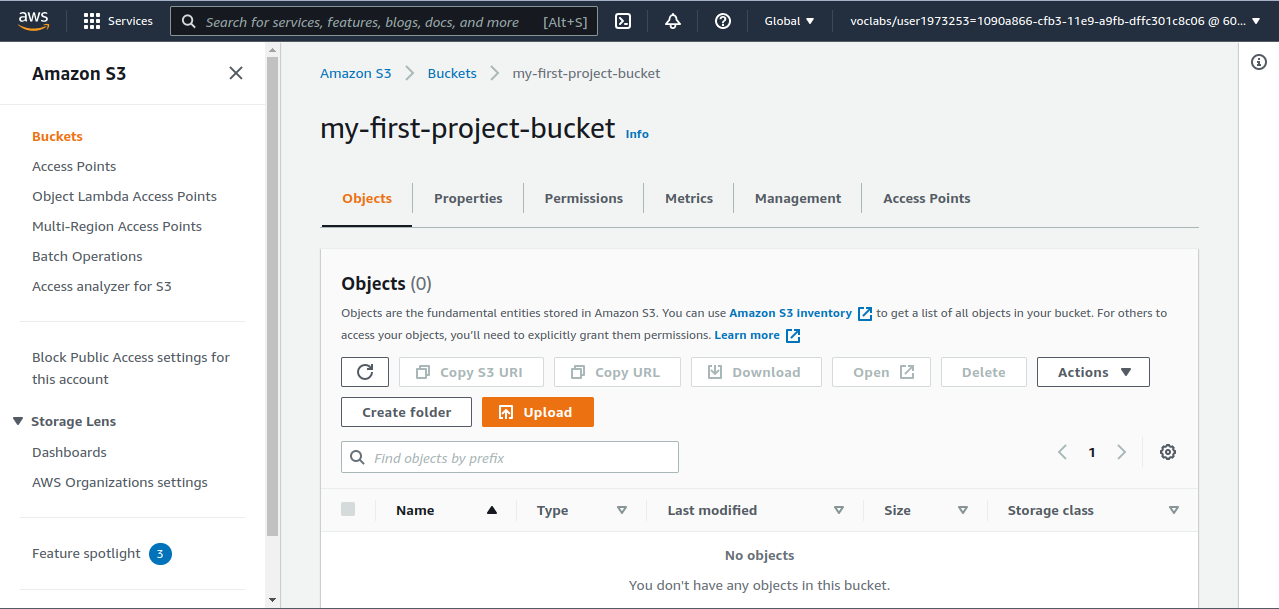 aws
Services
Search for services, features, blogs, docs, and more [Alt+S]
Global
voclabs/user1973253=1090a866-cfb3-11e9-a9fb-dffc301c8c06 @ 60...
Amazon S3
Buckets
Access Points
Object Lambda Access Points
Multi-Region Access Points
Batch Operations
Access analyzer for S3
Block Public Access settings for
this account
Storage Lens
Dashboards
AWS Organizations settings
Feature spotlight 3
Amazon S3 Buckets my-first-project-bucket
my-first-project-bucket Info
Objects Properties Permissions Metrics Management Access Points
Objects (0)
Objects are the fundamental entities stored in Amazon S3. You can use Amazon S3 inventory to get a list of all objects in your bucket. For others to
access your objects, you’ll need to explicitly grant them permissions. Learn more
Copy S3 URI Copy URL Download Open Delete Actions
Create folder Upload
Find objects by prefix
1
Name Type Last modified Size Storage class
No objects
You don't have any objects in this bucket.